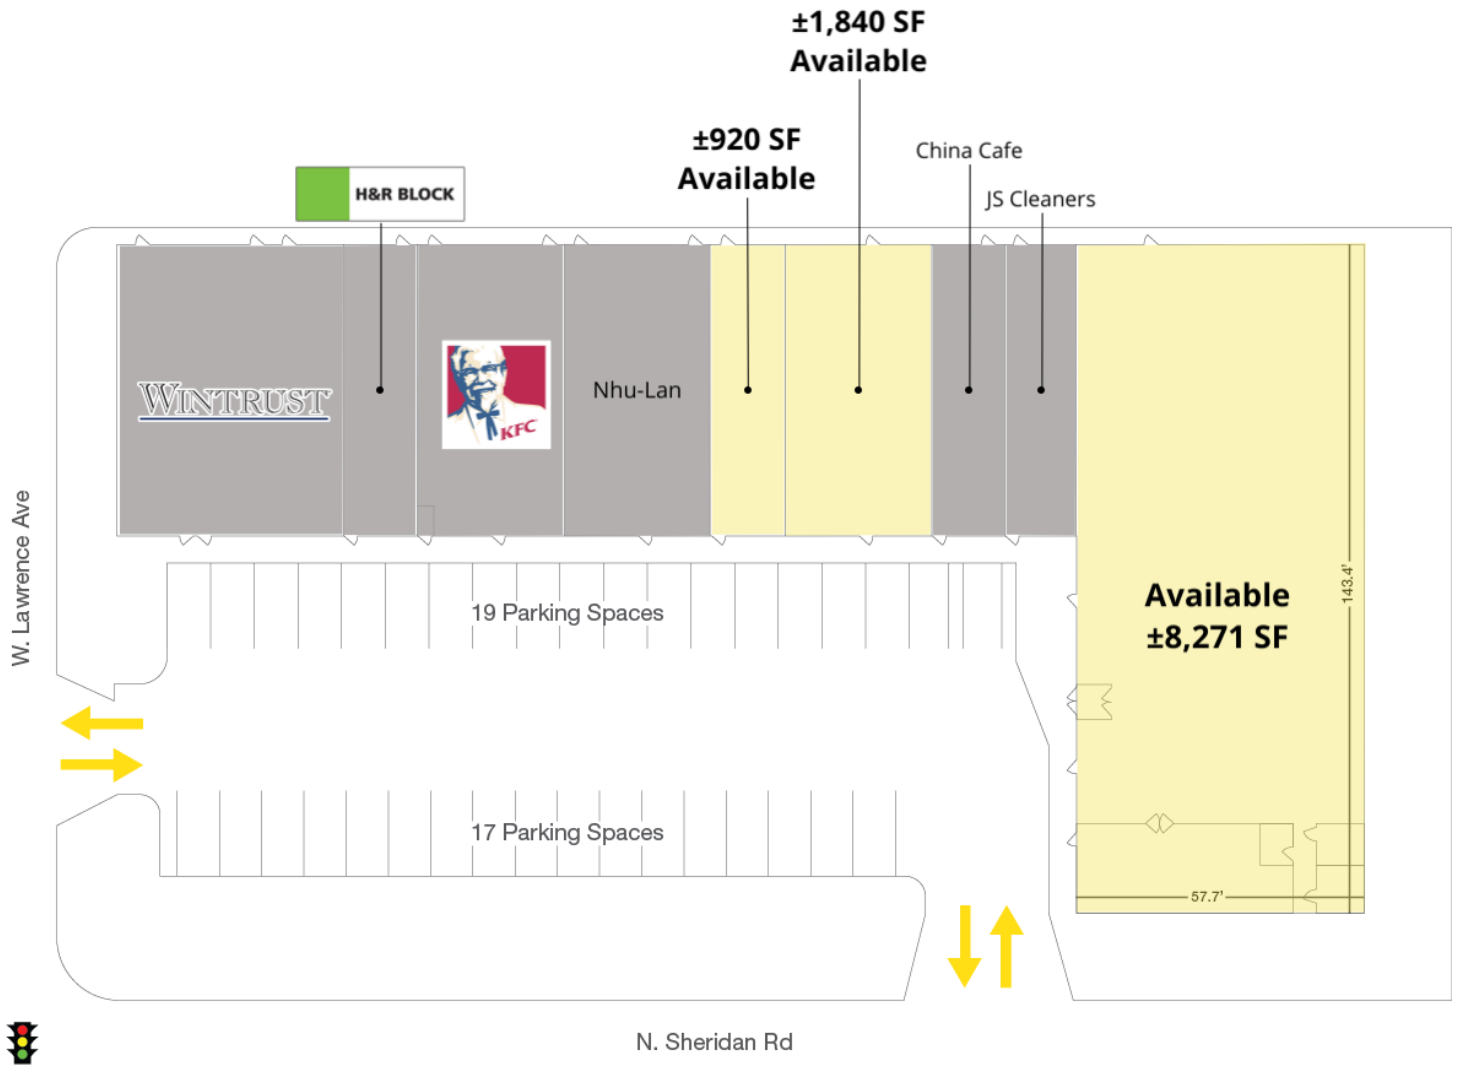 ±1,840 SF
Available
±920 SF
Available
China Cafe
H&R BLOCK
JS Cleaners
WINTRUST
KFC
Nhu-Lan
W. Lawrence Ave
19 Parking Spaces
143.4'
Available
±8,271 SF
17 Parking Spaces
57.7'
N. Sheridan Rd